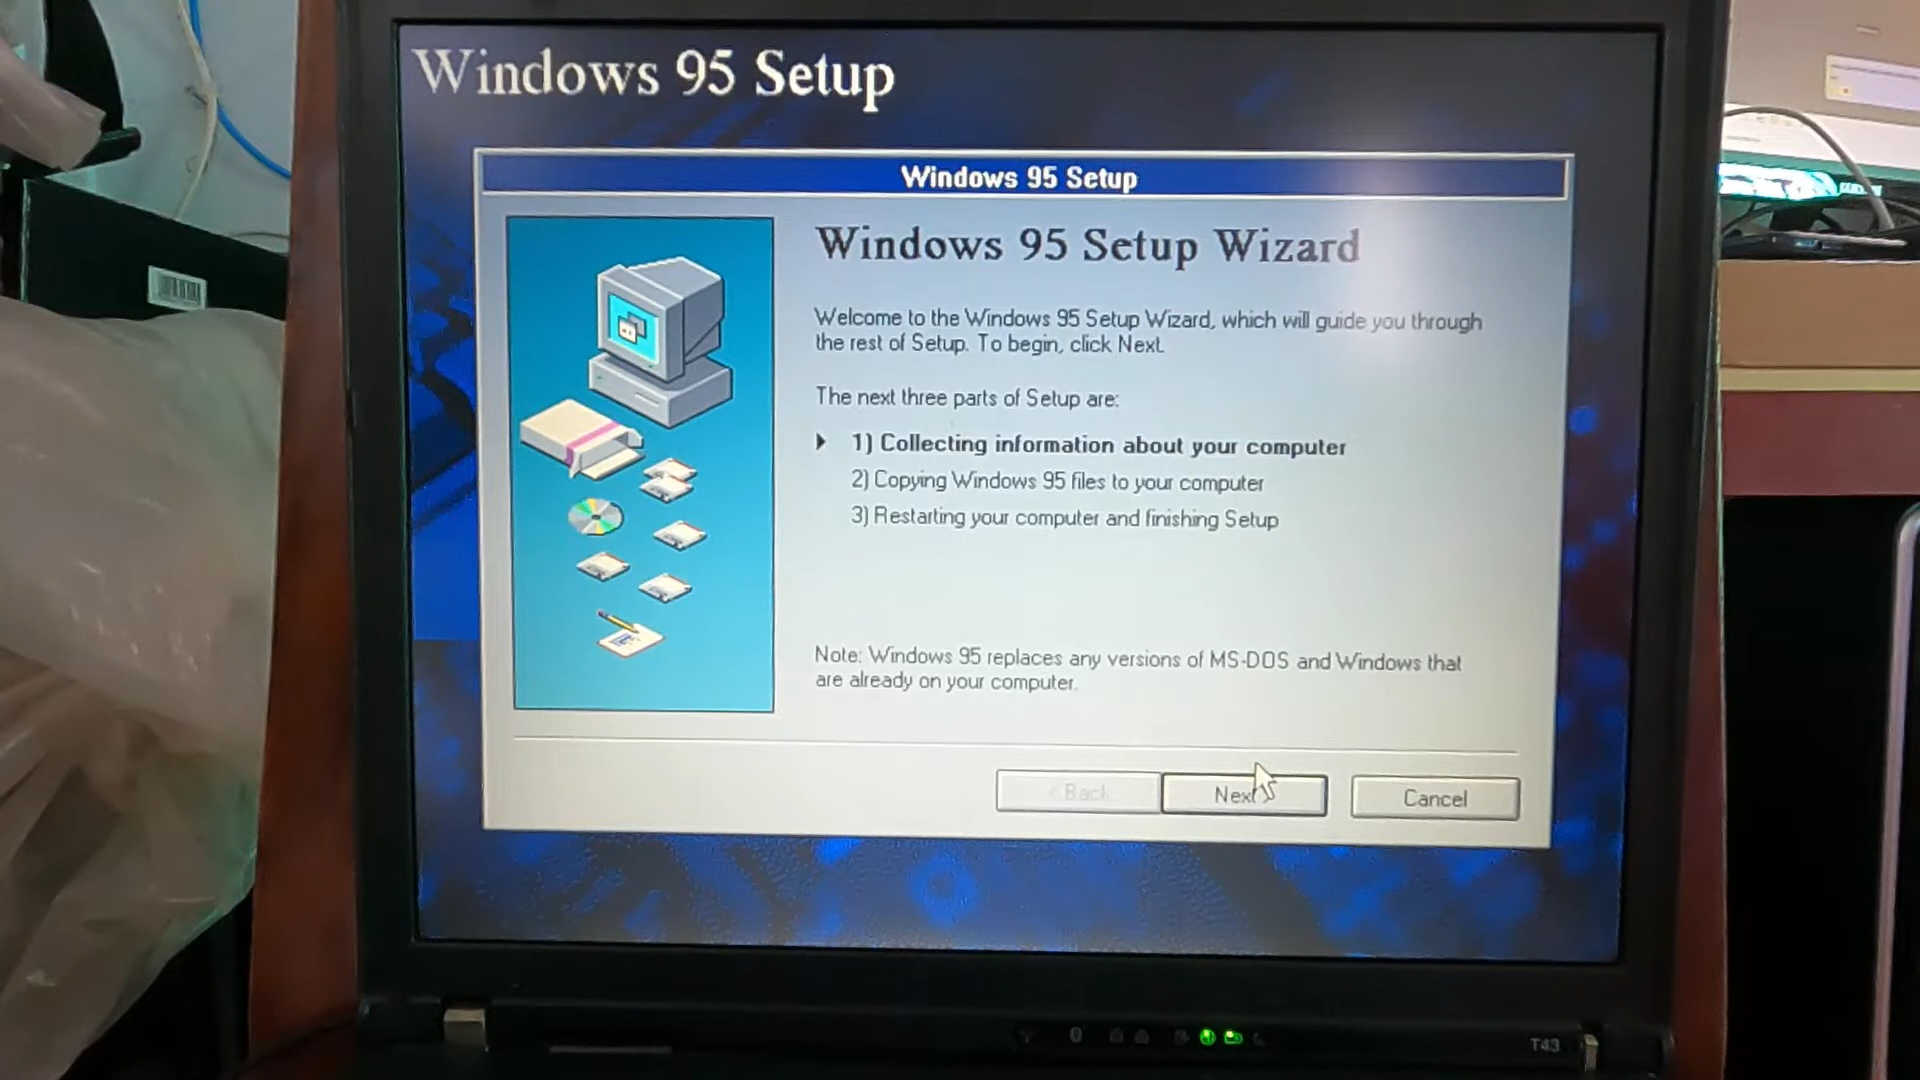 Windows 95 Setup
Windows 95 Setup
Windows 95 Setup Wizard
Welcome to the Windows 95 Setup Wizard, which will guide you through
the rest of Setup. To begin, click Next.
The next three parts of Setup are:
1) Collecting information about your computer
2) Copying Windows 95 files to your computer
3) Restarting your computer and finishing Setup
Note: Windows 95 replaces any versions of MS-DOS and Windows that
are already on your computer.
< Back
Next
Cancel
T43